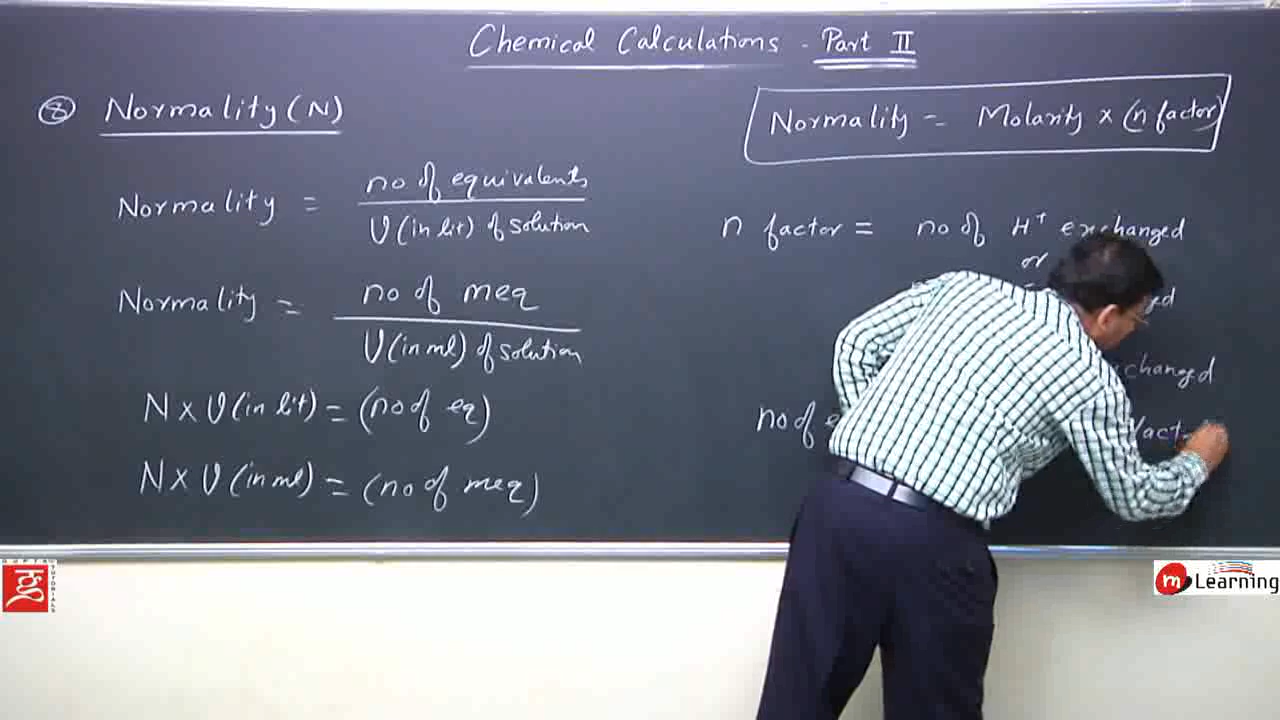 Chemical Calculations - Part II
⑧ Normality (N)
Normality = no of equivalents
V (in lit) of solution
Normality = no of meq
V (in ml) of solution
N x V (in lit) = (no of eq)
N x V (in ml) = (no of meq)
Normality = Molarity x (n factor)
n factor = no of H+ exchanged
or
no of
GUPTA TUTORIALS
m Learning